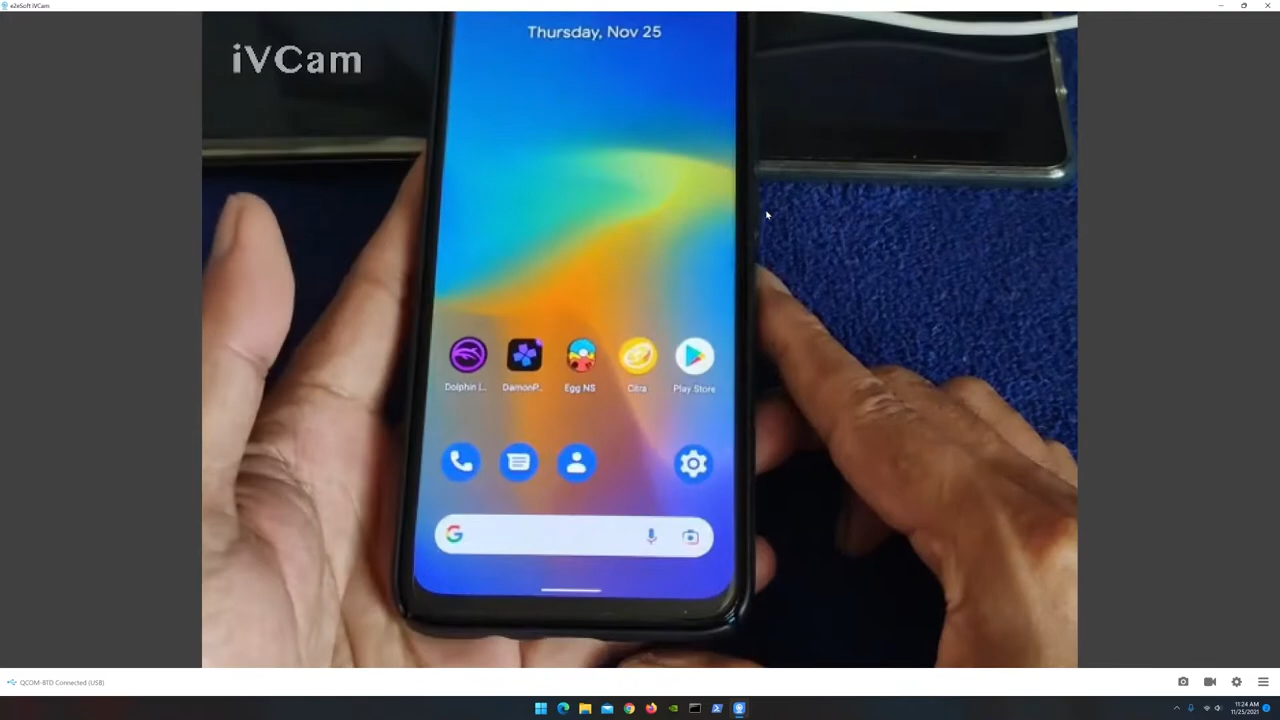 e2eSoft iVCam
iVCam
Thursday, Nov 25
Dolphin |...
DamonP...
Egg NS
Citra
Play Store
QCOM-BTD Connected (USB)
11:24 AM
11/25/2021